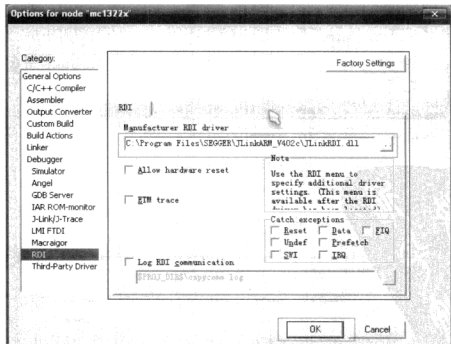 Options for node "mc1322x"
Category:
Factory Settings
General Options
C/C++ Compiler
Assembler
Output Converter
Custom Build
Build Actions
Linker
Debugger
Simulator
Angel
GDB Server
IAR ROM-monitor
J-Link/J-Trace
LMI FTDI
Macraigor
RDI
Third-Party Driver
RDI
Manufacturer RDI driver
C:\Program Files\SEGGER\JLinkARM_V402c\JLinkRDI.dll
Allow hardware reset
ETM trace
Note
Use the RDI menu to
specify additional driver
settings. (This menu is
available after the RDI
Catch exceptions
Reset Data FIQ
Undef Prefetch
SWI IRQ
Log RDI communication
$PROJ_DIR$\cspycomm.log
OK Cancel